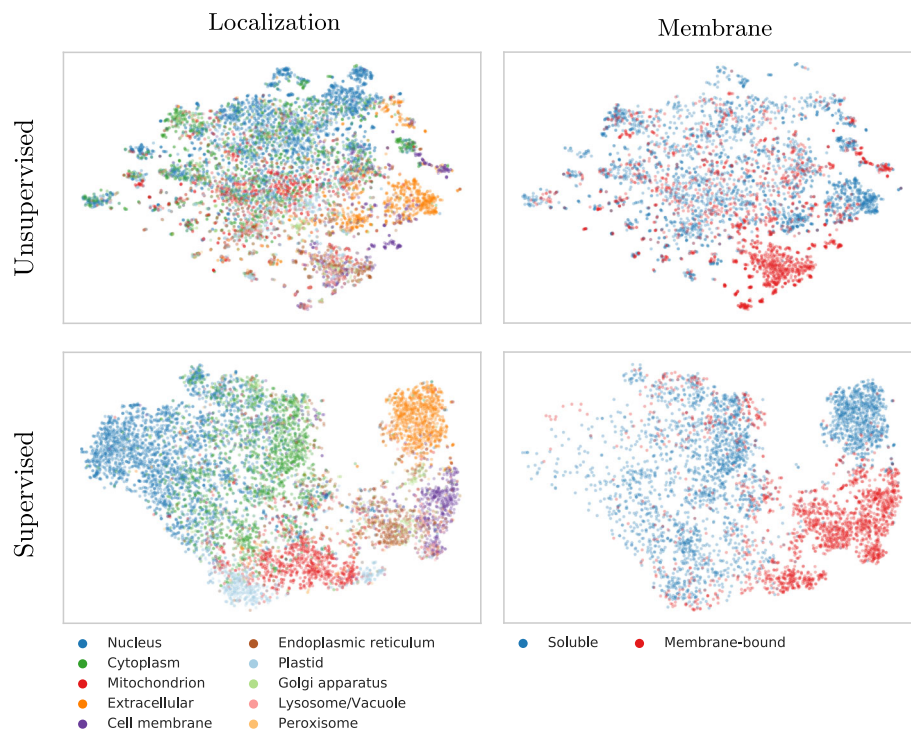 Localization
Membrane
Unsupervised
Supervised
Nucleus
Cytoplasm
Mitochondrion
Extracellular
Cell membrane
Endoplasmic reticulum
Plastid
Golgi apparatus
Lysosome/Vacuole
Peroxisome
Soluble
Membrane-bound